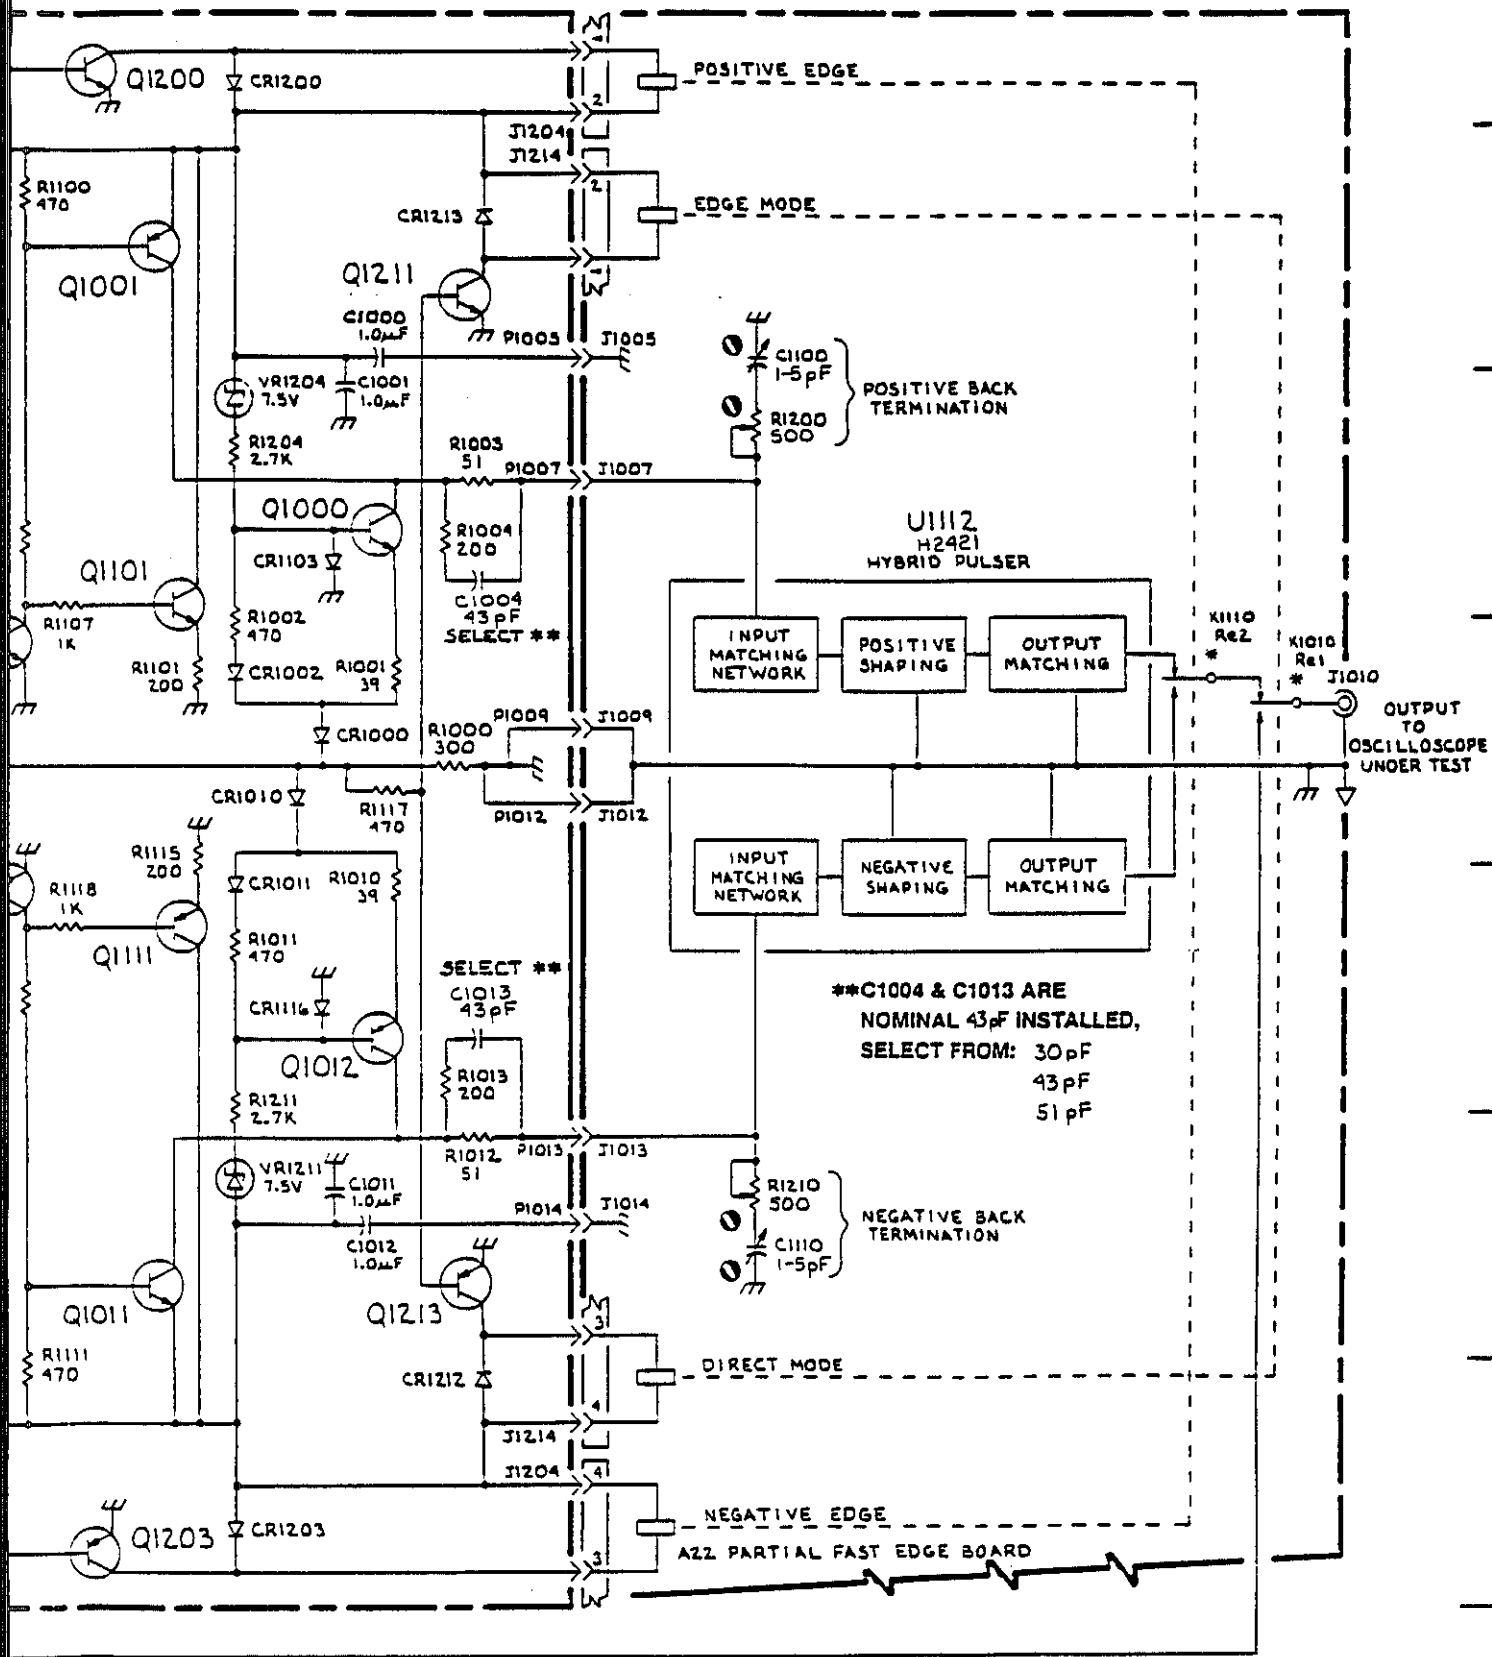 Q1200
CR1200
1
POSITIVE EDGE
2
J1204
J1214
2
R1100
470
CR1213
EDGE MODE
Q1001
Q1211
1
C1000
1.0µF
P1005
J1005
C1100
1-5pF
VR1204
7.5V
C1001
1.0µF
POSITIVE BACK
TERMINATION
R1200
500
R1204
2.7K
R1003
51
P1007
J1007
Q1000
R1004
200
U1112
H2421
HYBRID PULSER
CR1103
Q1101
C1004
43pF
SELECT **
R1107
1K
R1002
470
R1101
200
CR1002
R1001
39
INPUT
MATCHING
NETWORK
POSITIVE
SHAPING
OUTPUT
MATCHING
K1110
Re2
*
K1010
Re1
*
J1010
OUTPUT
TO
OSCILLOSCOPE
UNDER TEST
CR1000
R1000
300
P1009
J1009
CR1010
R1117
470
P1012
J1012
R1115
200
R1118
1K
CR1011
R1010
39
INPUT
MATCHING
NETWORK
NEGATIVE
SHAPING
OUTPUT
MATCHING
Q1111
R1011
470
SELECT **
C1013
43pF
CR1116
Q1012
R1013
200
**C1004 & C1013 ARE
NOMINAL 43pF INSTALLED,
SELECT FROM: 30pF
43pF
51pF
R1211
2.7K
R1012
51
P1013
J1013
VR1211
7.5V
C1011
1.0µF
P1014
J1014
R1210
500
C1012
1.0µF
C1110
1-5pF
NEGATIVE BACK
TERMINATION
Q1011
Q1213
3
R1111
470
CR1212
DIRECT MODE
4
J1214
J1204
4
Q1203
CR1203
NEGATIVE EDGE
3
A22 PARTIAL FAST EDGE BOARD